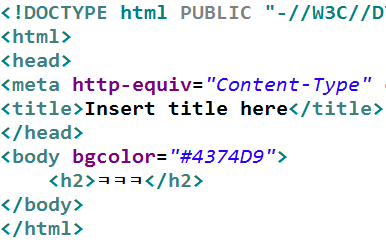 <!DOCTYPE html PUBLIC "-//W3C//D
<html>
<head>
<meta http-equiv="Content-Type"
<title>Insert title here</title>
</head>
<body bgcolor="#4374D9">
<h2>ㅋㅋㅋ</h2>
</body>
</html>